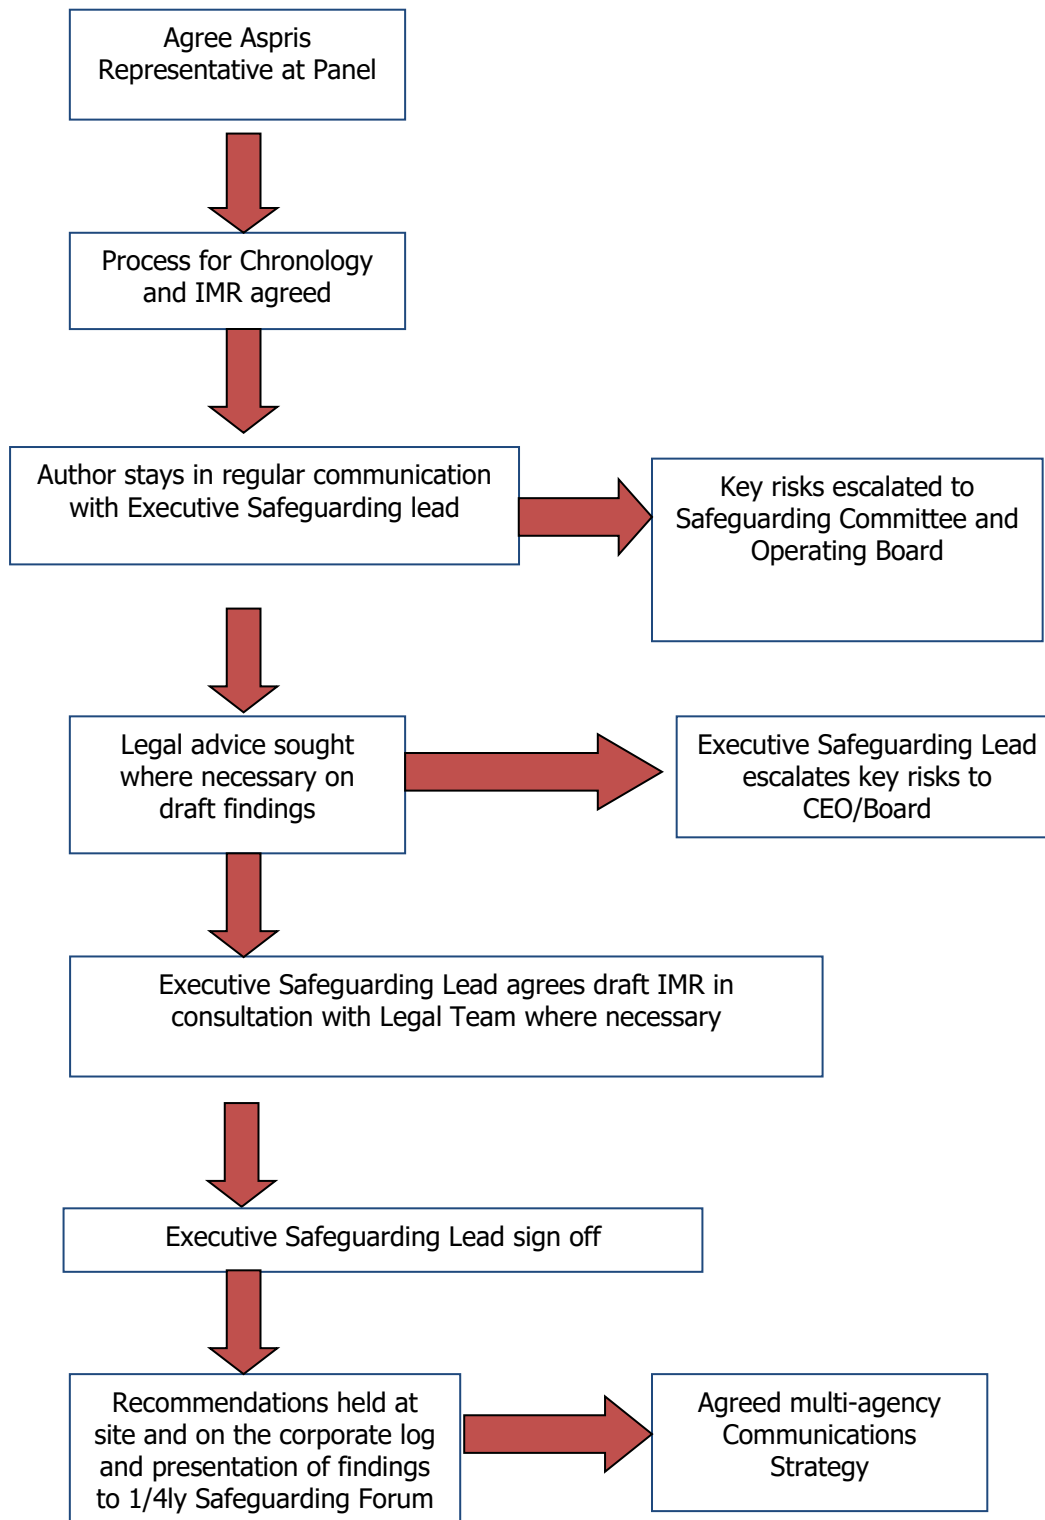 Agree Aspris
Representative at Panel
Process for Chronology
and IMR agreed
Author stays in regular communication
with Executive Safeguarding lead
Key risks escalated to
Safeguarding Committee and
Operating Board
Legal advice sought
where necessary on
draft findings
Executive Safeguarding Lead
escalates key risks to
CEO/Board
Executive Safeguarding Lead agrees draft IMR in
consultation with Legal Team where necessary
Executive Safeguarding Lead sign off
Recommendations held at
site and on the corporate log
and presentation of findings
to 1/4ly Safeguarding Forum
Agreed multi-agency
Communications
Strategy